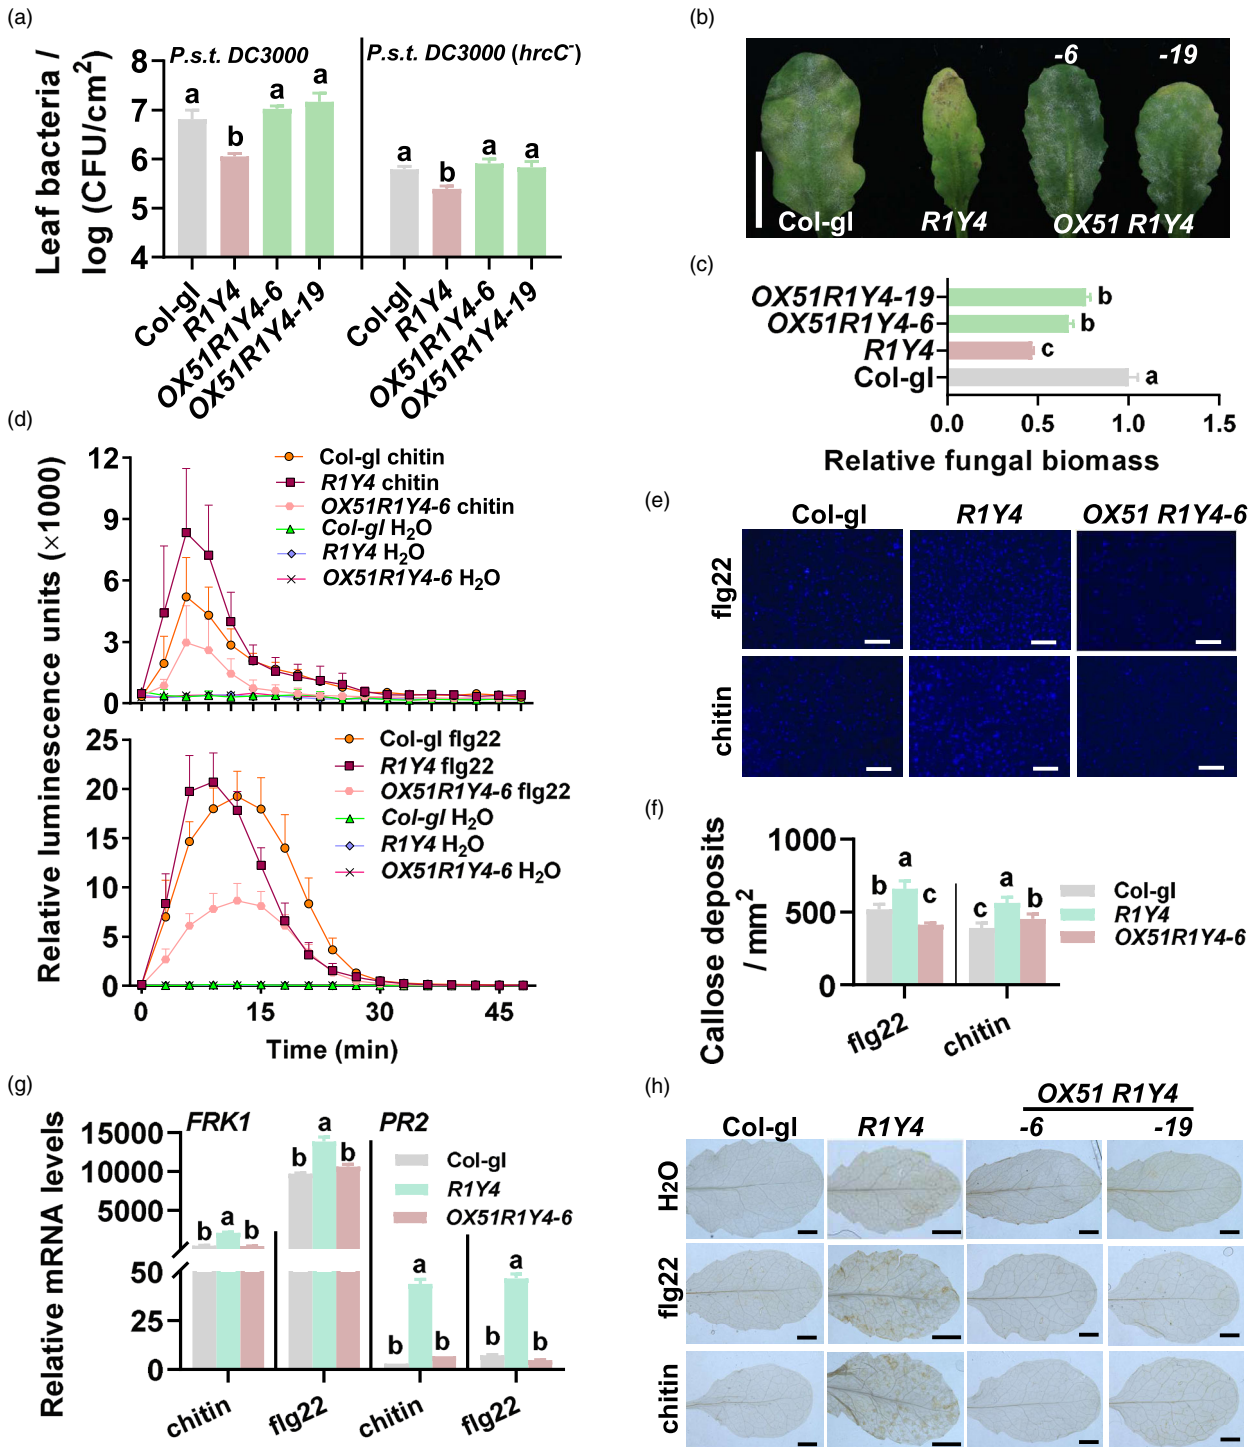 (a)
Leaf bacteria /
log (CFU/cm²)
8
7
6
5
4
P.s.t. DC3000
P.s.t. DC3000 (hrcC⁻)
a
b
a
a
a
b
a
a
Col-gl
R1Y4
OX51R1Y4-6
OX51R1Y4-19
Col-gl
R1Y4
OX51R1Y4-6
OX51R1Y4-19
(b)
-6
-19
Col-gl
R1Y4
OX51 R1Y4
(c)
OX51R1Y4-19
b
OX51R1Y4-6
b
R1Y4
c
Col-gl
a
0.0 0.5 1.0 1.5
Relative fungal biomass
(d)
Relative luminescence units (×1000)
12
9
6
3
0
Col-gl chitin
R1Y4 chitin
OX51R1Y4-6 chitin
Col-gl H₂O
R1Y4 H₂O
OX51R1Y4-6 H₂O
25
20
15
10
5
0
Col-gl flg22
R1Y4 flg22
OX51R1Y4-6 flg22
Col-gl H₂O
R1Y4 H₂O
OX51R1Y4-6 H₂O
0 15 30 45
Time (min)
(e)
Col-gl
R1Y4
OX51 R1Y4-6
flg22
chitin
(f)
Callose deposits
/ mm²
1000
500
0
b a c
c a b
flg22
chitin
Col-gl
R1Y4
OX51R1Y4-6
(g)
Relative mRNA levels
FRK1
PR2
15000
10000
5000
50
25
0
b a b
b a b
b a b
b a b
Col-gl
R1Y4
OX51R1Y4-6
chitin
flg22
chitin
flg22
(h)
OX51 R1Y4
Col-gl
R1Y4
-6
-19
H2O
flg22
chitin